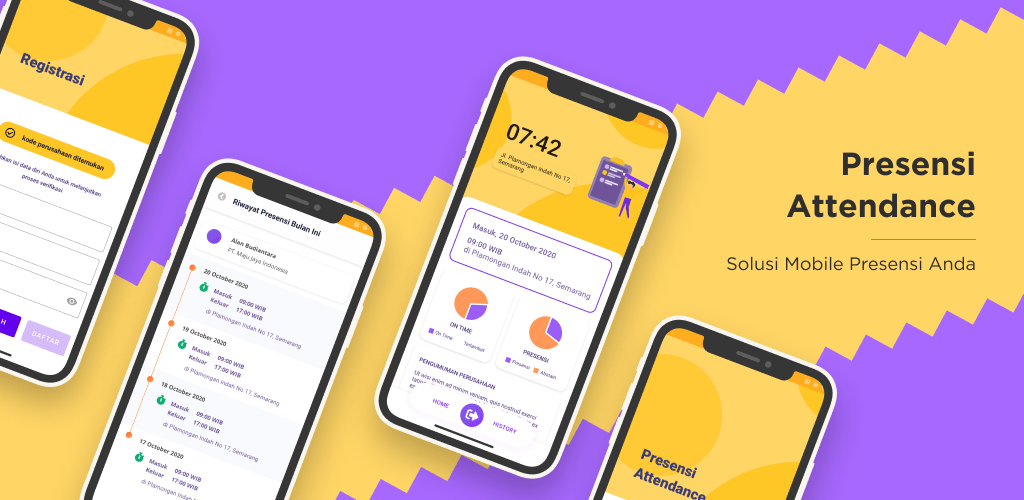 Registrasi
kode perusahaan ditemukan
hkan isi data diri Anda untuk melanjutkan
proses verifikasi
H
DAFTAR
Riwayat Presensi Bulan Ini
Alan Budiantara
PT. Maju Jaya Indonesia
20 October 2020
Masuk 09:00 WIB
Keluar 17:00 WIB
di Plamongan Indah No 17, Semarang
19 October 2020
Masuk 09:00 WIB
Keluar 17:00 WIB
di Plamongan Indah No 17, Semarang
18 October 2020
Masuk 09:00 WIB
Keluar 17:00 WIB
di Plamongan Indah No 17, Semarang
17 October 2020
Masuk 09:00 WIB
Keluar 17:00 WIB
di Plamongan Indah No 17, Semarang
07:42
Jl. Plamongan Indah No 17,
Semarang
Masuk, 20 October 2020
09:00 WIB
di Plamongan Indah No 17, Semarang
ON TIME
On Time Terlambat
PRESENSI
Presensi Abstain
PENGUMUMAN PERUSAHAAN
Ut wisi enim ad minim veniam, quis nostrud exerci
HOME
HISTORY
Presensi
Attendance
Presensi
Attendance
Solusi Mobile Presensi Anda